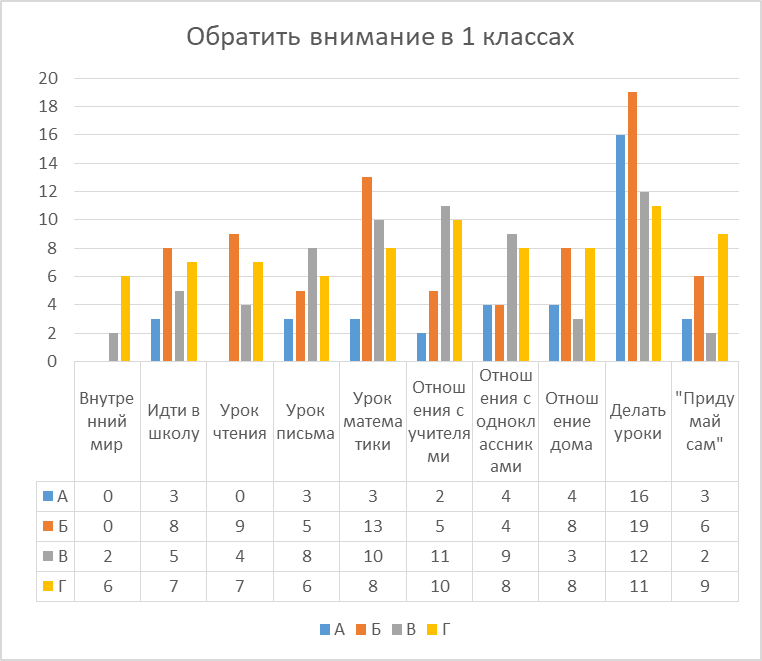 Обратить внимание в 1 классах
20
18
16
14
12
10
8
6
4
2
0
Внутре
нний
мир
Идти в
школу
Урок
чтения
Урок
письма
Урок
матема
тики
Отнош
ения с
учителя
ми
Отнош
ения с
однокл
ассник
ами
Отнош
ение
дома
Делать
уроки
"Приду
май
сам"
А 0 3 0 3 3 2 4 4 16 3
Б 0 8 9 5 13 5 4 8 19 6
В 2 5 4 8 10 11 9 3 12 2
Г 6 7 7 6 8 10 8 8 11 9
А Б В Г